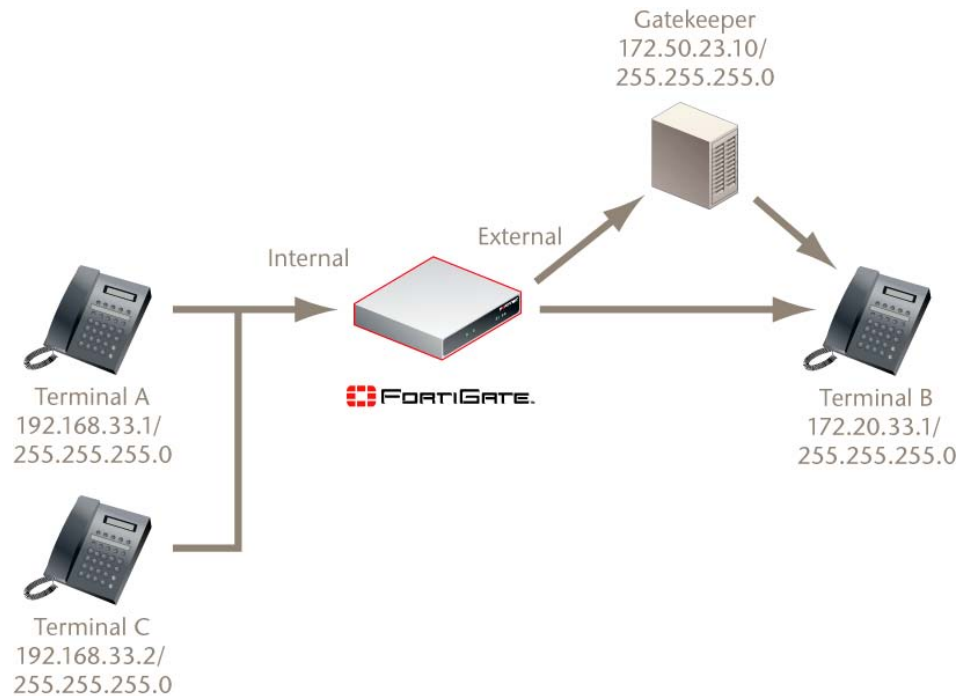 Gatekeeper
172.50.23.10/
255.255.255.0
External
Internal
Terminal A
192.168.33.1/
255.255.255.0
FORTIGATE
Terminal B
172.20.33.1/
255.255.255.0
Terminal C
192.168.33.2/
255.255.255.0